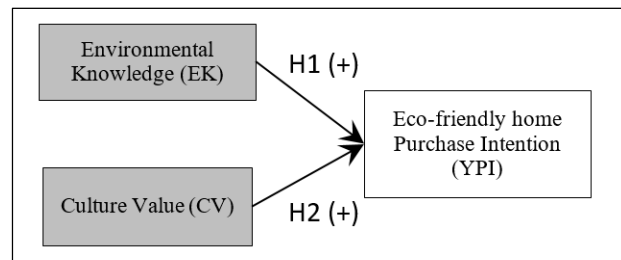 Environmental
Knowledge (EK)
H1 (+)
Eco-friendly home
Purchase Intention
(YPI)
Culture Value (CV)
H2 (+)